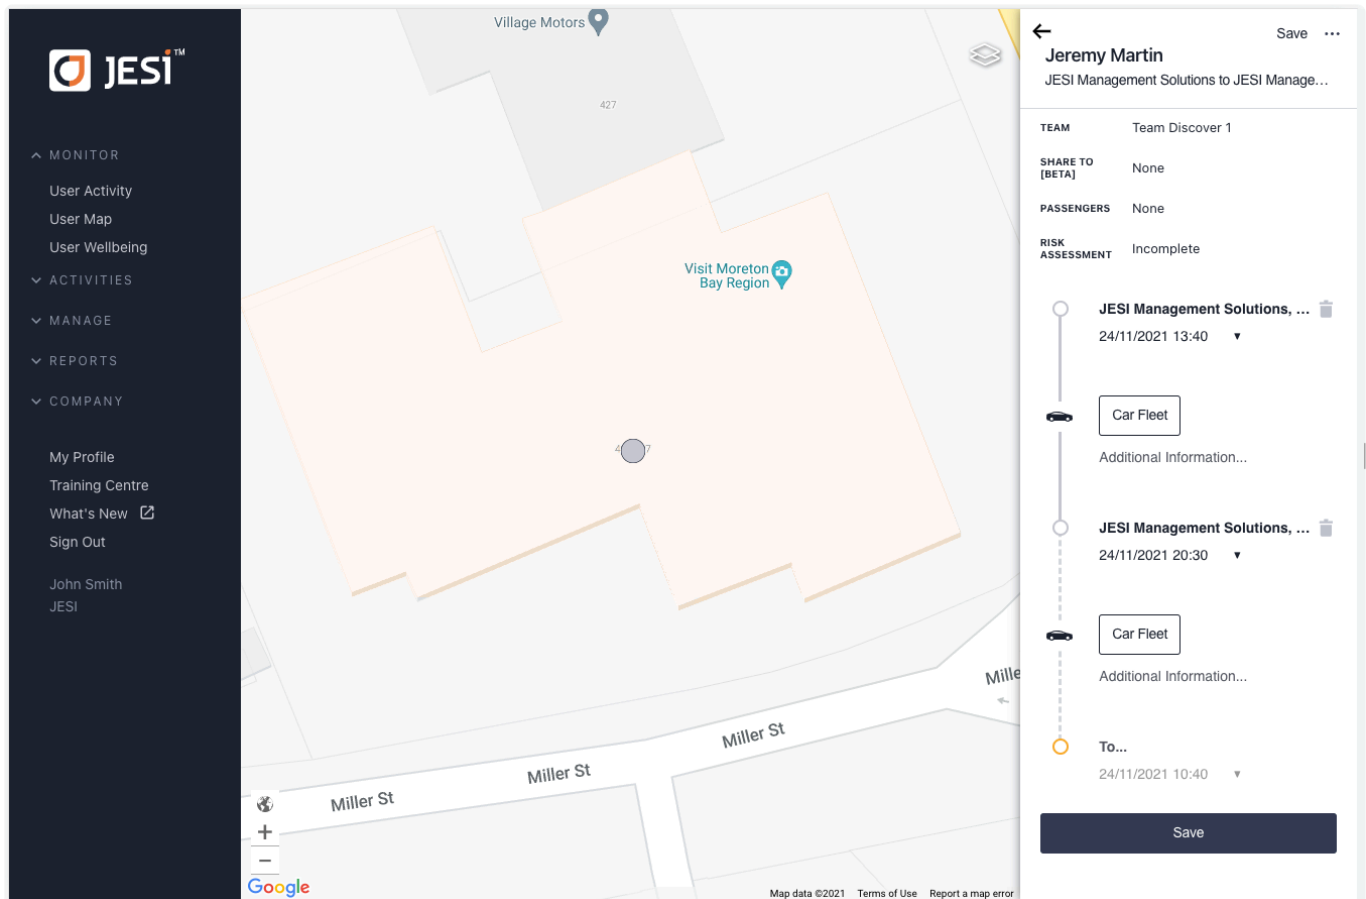 JESI™
MONITOR
User Activity
User Map
User Wellbeing
ACTIVITIES
MANAGE
REPORTS
COMPANY
My Profile
Training Centre
What's New
Sign Out
John Smith
JESI
Village Motors
427
Visit Moreton
Bay Region
Miller St
Miller St
Miller St
Mille
Google
Map data ©2021 Terms of Use Report a map error
Save ...
Jeremy Martin
JESI Management Solutions to JESI Manage...
TEAM Team Discover 1
SHARE TO
[BETA] None
PASSENGERS None
RISK
ASSESSMENT Incomplete
JESI Management Solutions, ...
24/11/2021 13:40
Car Fleet
Additional Information...
JESI Management Solutions, ...
24/11/2021 20:30
Car Fleet
Additional Information...
To...
24/11/2021 10:40
Save